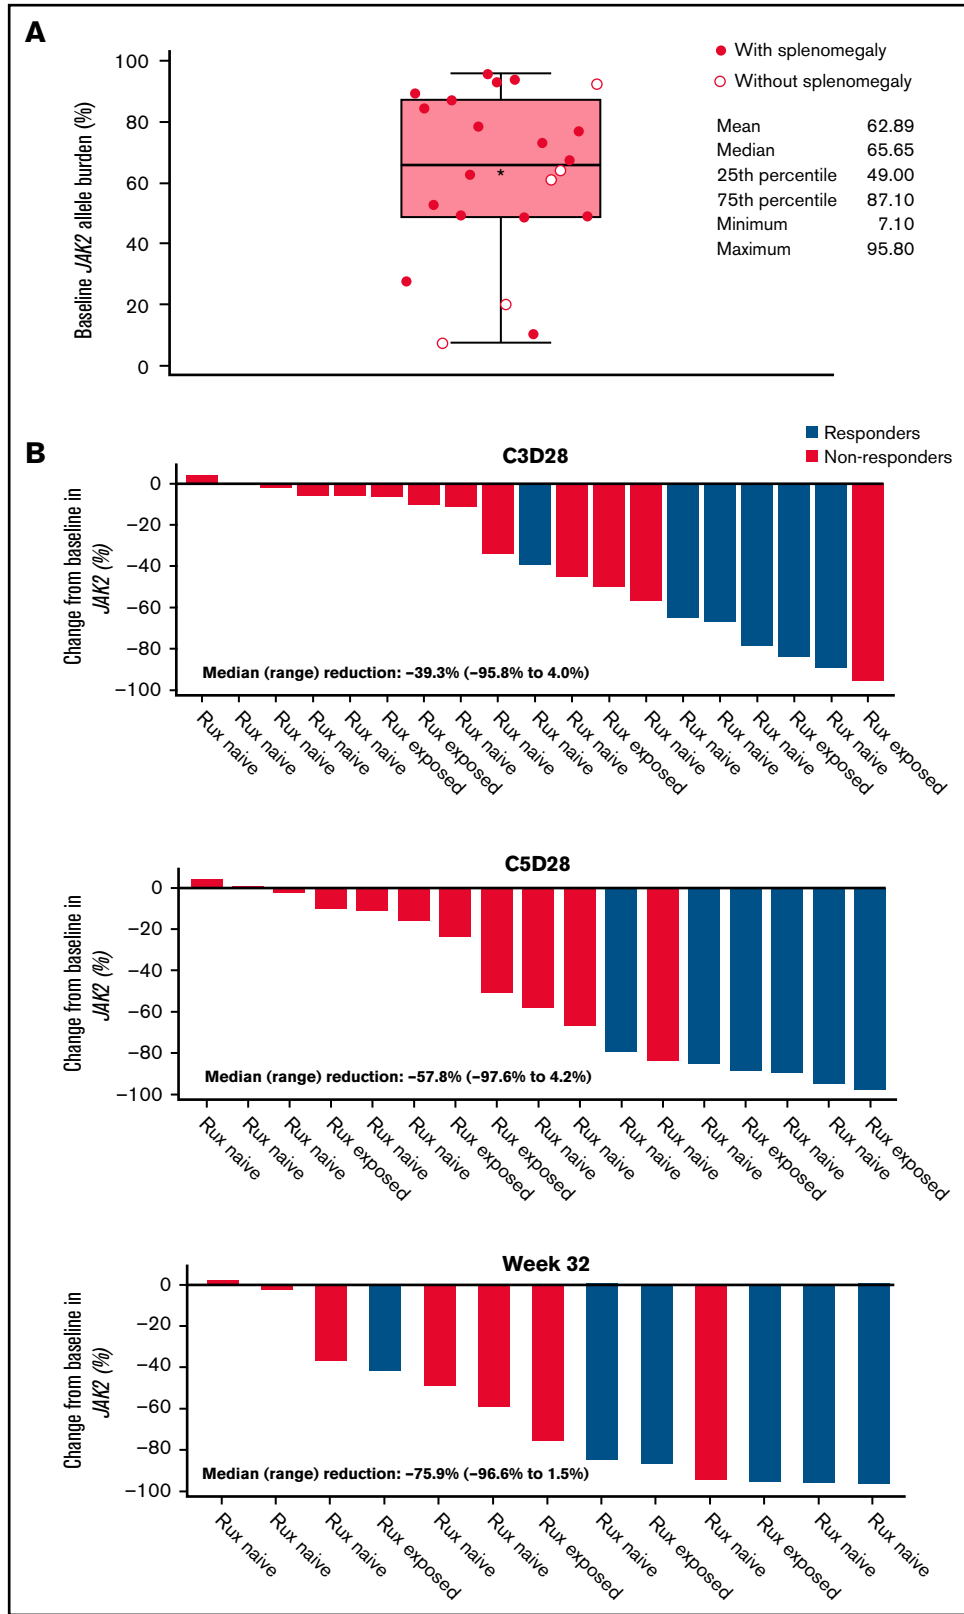 A
100
80
60
40
20
0
Baseline JAK2 allele burden (%)
*
With splenomegaly
Without splenomegaly
Mean 62.89
Median 65.65
25th percentile 49.00
75th percentile 87.10
Minimum 7.10
Maximum 95.80
B
Responders
Non-responders
C3D28
0
−20
−40
−60
−80
−100
Change from baseline in
JAK2 (%)
Median (range) reduction: −39.3% (−95.8% to 4.0%)
Rux naive
Rux naive
Rux naive
Rux naive
Rux naive
Rux exposed
Rux exposed
Rux naive
Rux naive
Rux naive
Rux naive
Rux exposed
Rux naive
Rux naive
Rux naive
Rux naive
Rux exposed
Rux naive
Rux exposed
C5D28
0
−20
−40
−60
−80
−100
Change from baseline in
JAK2 (%)
Median (range) reduction: −57.8% (−97.6% to 4.2%)
Rux naive
Rux naive
Rux naive
Rux exposed
Rux naive
Rux naive
Rux exposed
Rux exposed
Rux naive
Rux naive
Rux naive
Rux naive
Rux naive
Rux exposed
Rux naive
Rux naive
Rux exposed
Week 32
0
−20
−40
−60
−80
−100
Change from baseline in
JAK2 (%)
Median (range) reduction: −75.9% (−96.6% to 1.5%)
Rux naive
Rux naive
Rux naive
Rux exposed
Rux naive
Rux naive
Rux exposed
Rux naive
Rux exposed
Rux naive
Rux exposed
Rux naive
Rux naive